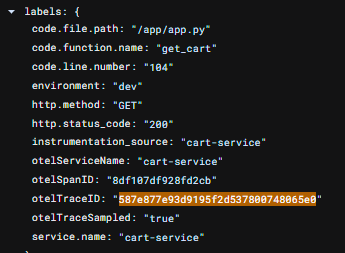 labels: {
code.file.path: "/app/app.py"
code.function.name: "get_cart"
code.line.number: "104"
environment: "dev"
http.method: "GET"
http.status_code: "200"
instrumentation_source: "cart-service"
otelServiceName: "cart-service"
otelSpanID: "8df107df928fd2cb"
otelTraceID: "587e877e93d9195f2d537800748065e0"
otelTraceSampled: "true"
service.name: "cart-service"
}